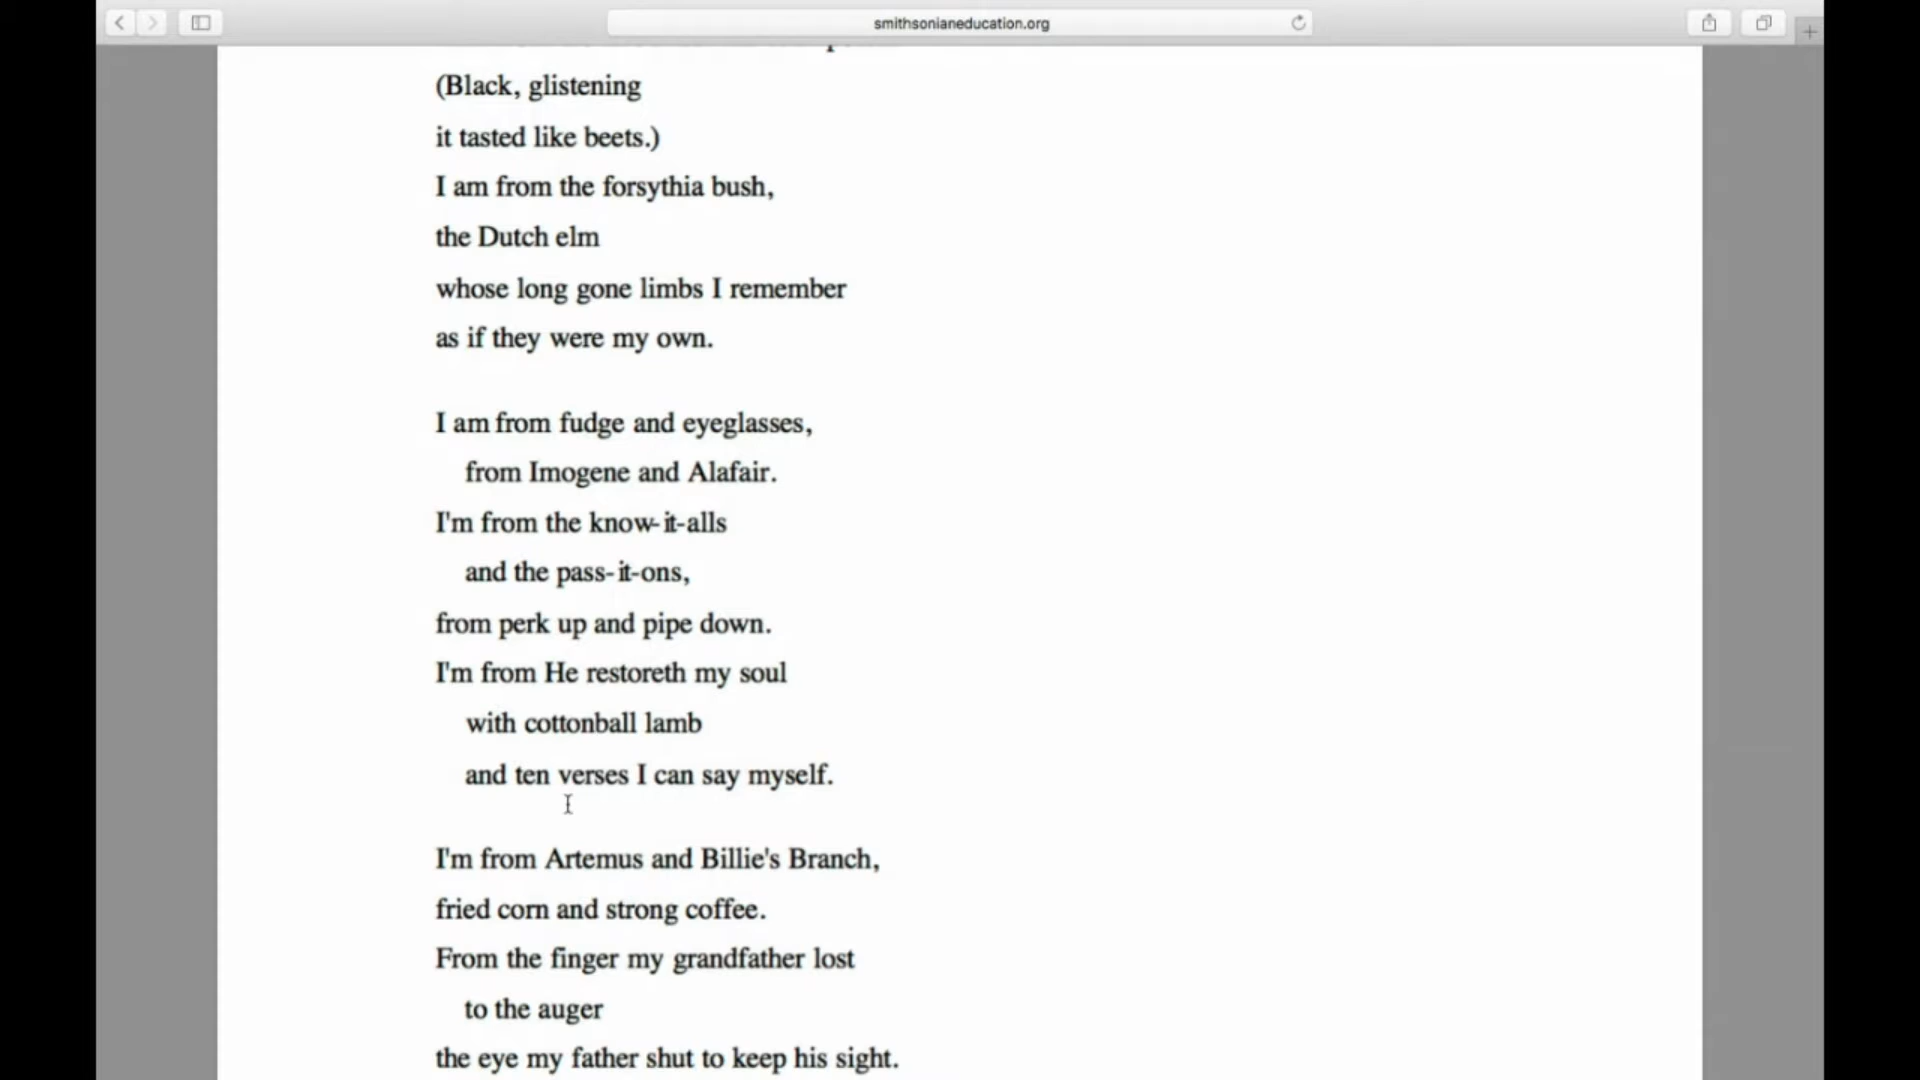 smithsonianeducation.org
(Black, glistening
it tasted like beets.)
I am from the forsythia bush,
the Dutch elm
whose long gone limbs I remember
as if they were my own.
I am from fudge and eyeglasses,
from Imogene and Alafair.
I'm from the know-it-alls
and the pass-it-ons,
from perk up and pipe down.
I'm from He restoreth my soul
with cottonball lamb
and ten verses I can say myself.
I'm from Artemus and Billie's Branch,
fried corn and strong coffee.
From the finger my grandfather lost
to the auger
the eye my father shut to keep his sight.